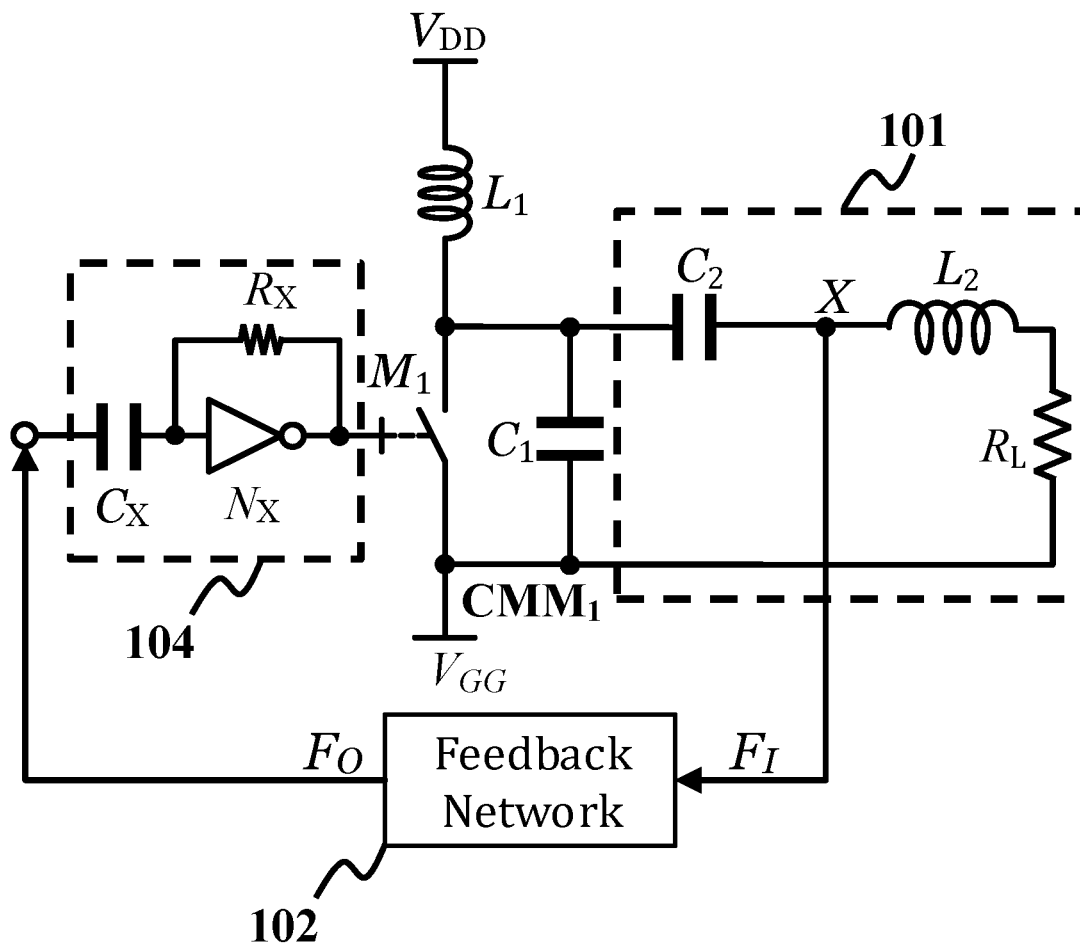 V_DD
101
L_1
C_2
X
L_2
R_X
M_1
C_1
R_L
C_X
N_X
CMM_1
104
V_GG
F_O
Feedback
Network
F_I
102